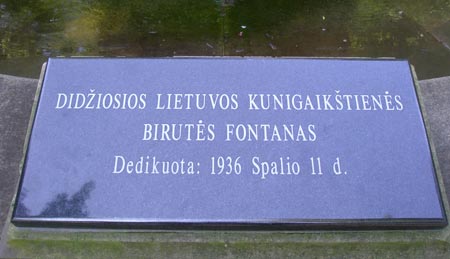 DIDŽIOSIOS LIETUVOS KUNIGAIKŠTIENĖS
BIRUTĖS FONTANAS
Dedikuota: 1936 Spalio 11 d.